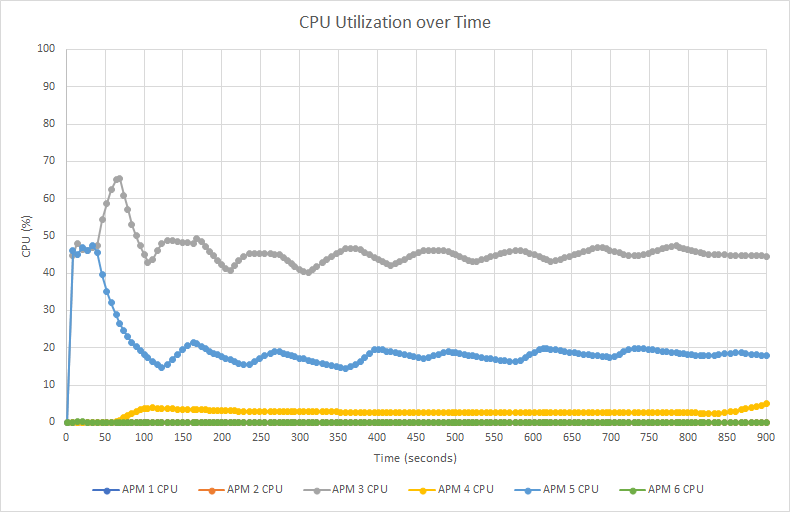 CPU Utilization over Time
100
90
80
70
60
50
40
30
20
10
0
CPU (%)
0 50 100 150 200 250 300 350 400 450 500 550 600 650 700 750 800 850 900
Time (seconds)
APM 1 CPU APM 2 CPU APM 3 CPU APM 4 CPU APM 5 CPU APM 6 CPU